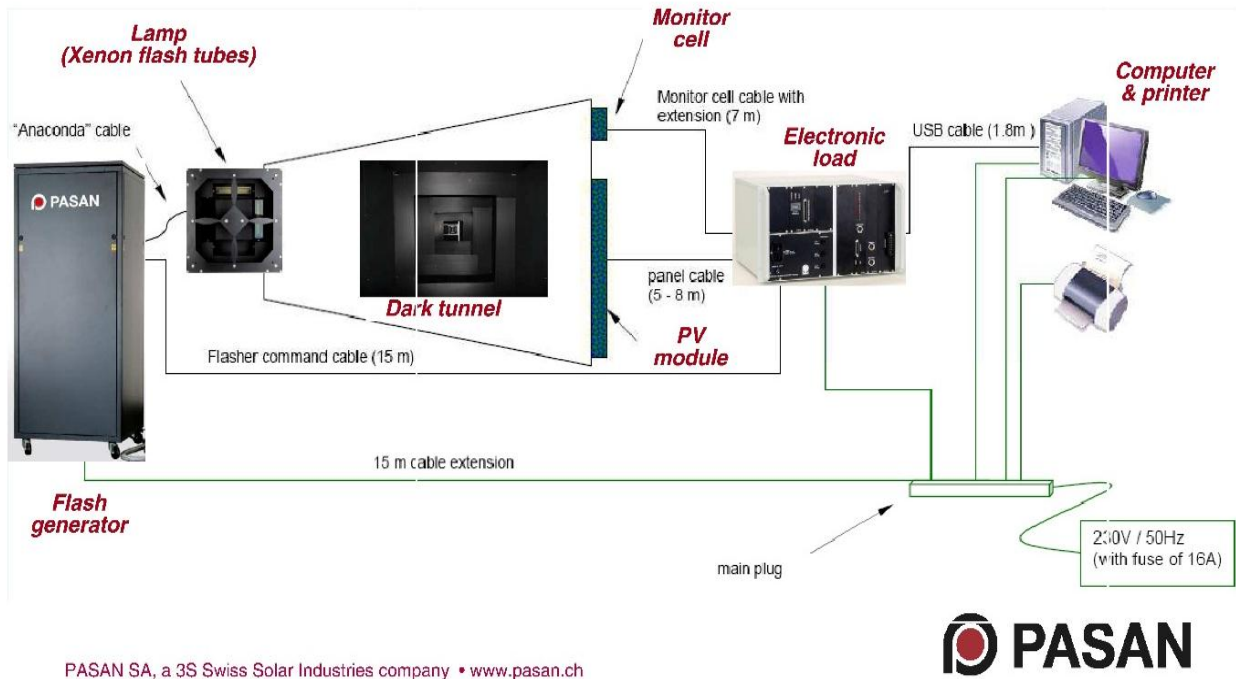 Lamp
(Xenon flash tubes)
Monitor
cell
Computer
& printer
"Anaconda" cable
Monitor cell cable with
extension (7 m)
Electronic
load
USB cable (1.8m )
PASAN
Dark tunnel
panel cable
(5 - 8 m)
PV
module
Flasher command cable (15 m)
15 m cable extension
Flash
generator
main plug
230V / 50Hz
(with fuse of 16A)
PASAN
PASAN SA, a 3S Swiss Solar Industries company • www.pasan.ch